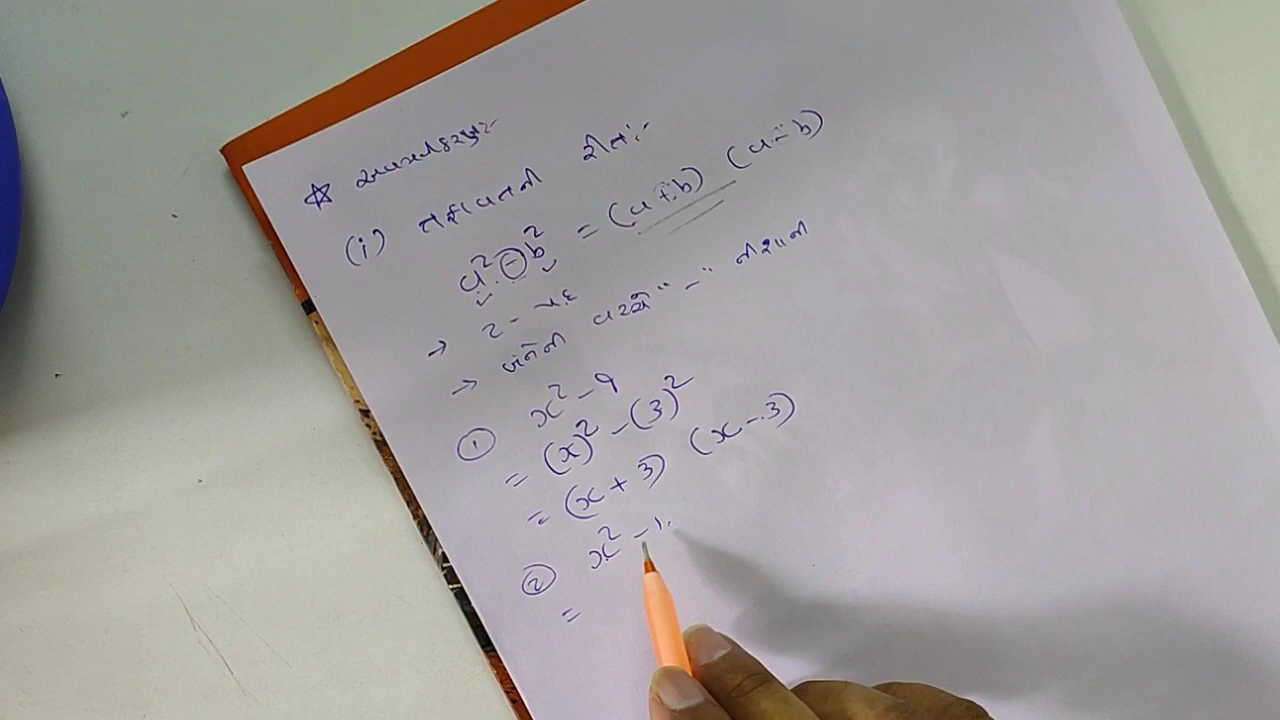 ☆ અવયવીકરણ :-
(i) તફાવતની રીત :-
a² - b² = (a + b) (a - b)
→ 2 - પદ
→ બંનેની વચ્ચે " - " નીશાની
① x² - 9
= (x)² - (3)²
= (x + 3) (x - 3)
② x² - 1
=